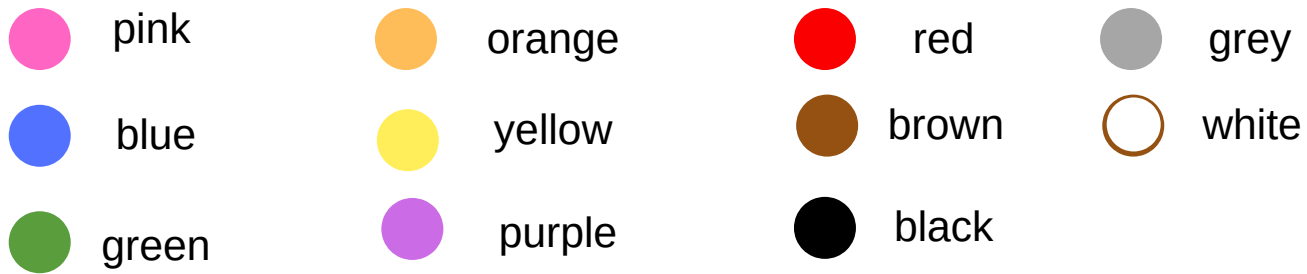 pink
orange
red
grey
blue
yellow
brown
white
green
purple
black